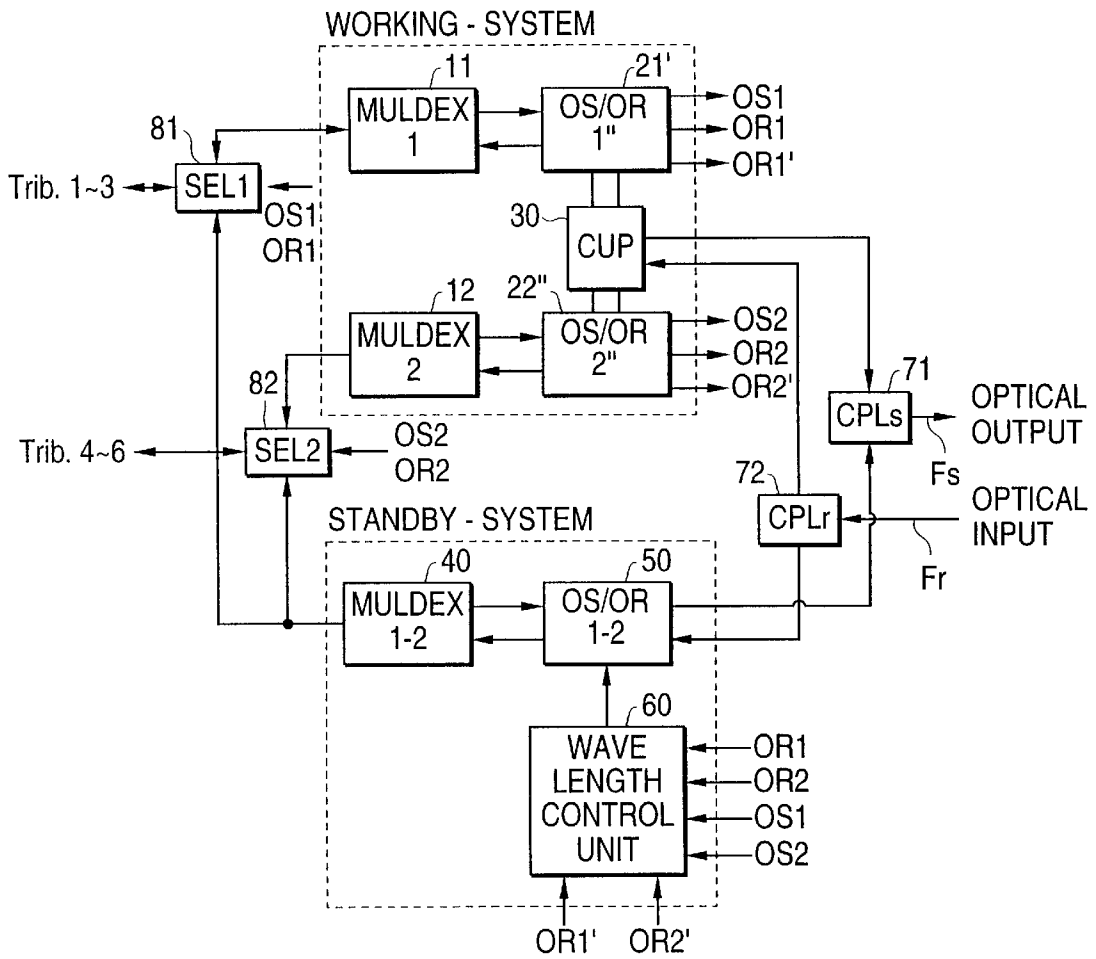 WORKING - SYSTEM
11
21'
MULDEX
1
OS/OR
1"
OS1
OR1
OR1'
81
SEL1
Trib. 1~3
OS1
OR1
30
CUP
12
22"
MULDEX
2
OS/OR
2"
OS2
OR2
OR2'
82
SEL2
Trib. 4~6
OS2
OR2
71
CPLs
OPTICAL
OUTPUT
Fs
72
CPLr
OPTICAL
INPUT
Fr
STANDBY - SYSTEM
40
50
MULDEX
1-2
OS/OR
1-2
60
WAVE
LENGTH
CONTROL
UNIT
OR1
OR2
OS1
OS2
OR1'
OR2'